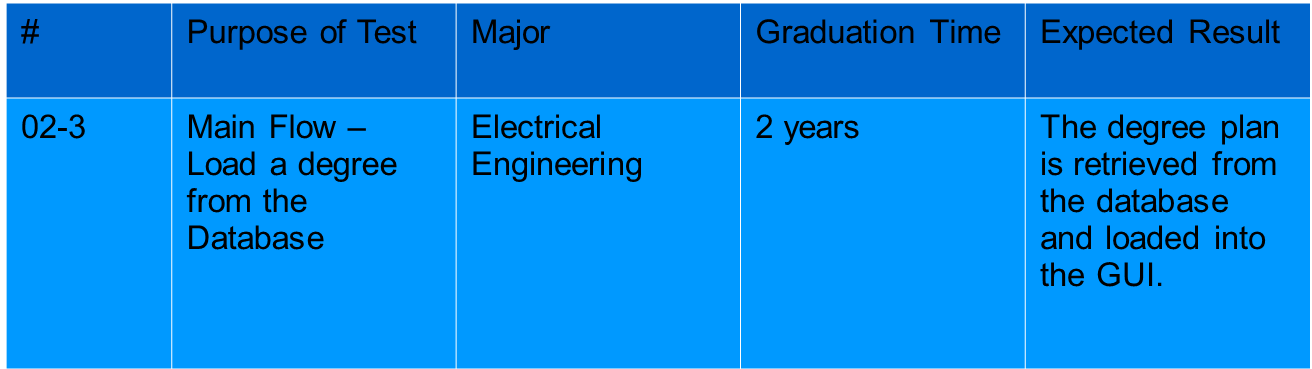 # Purpose of Test Major Graduation Time Expected Result
02-3 Main Flow – Electrical 2 years The degree plan
Load a degree Engineering is retrieved from
from the the database
Database and loaded into
the GUI.